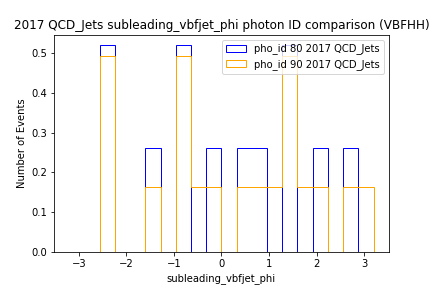 2017 QCD_Jets subleading_vbfjet_phi photon ID comparison (VBFHH)
pho_id 80 2017 QCD_Jets
pho_id 90 2017 QCD_Jets
Number of Events
0.5
0.4
0.3
0.2
0.1
0.0
−3 −2 −1 0 1 2 3
subleading_vbfjet_phi